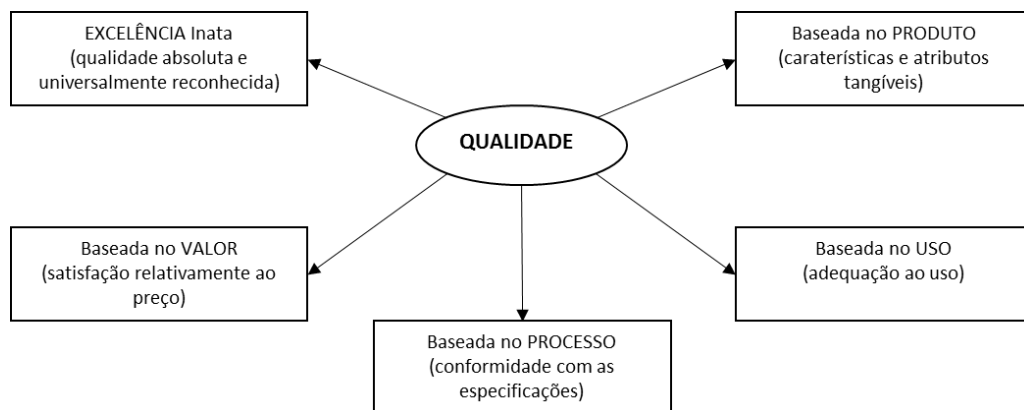 EXCELÊNCIA Inata
(qualidade absoluta e
universalmente reconhecida)
Baseada no PRODUTO
(caraterísticas e atributos
tangíveis)
QUALIDADE
Baseada no VALOR
(satisfação relativamente ao
preço)
Baseada no USO
(adequação ao uso)
Baseada no PROCESSO
(conformidade com as
especificações)